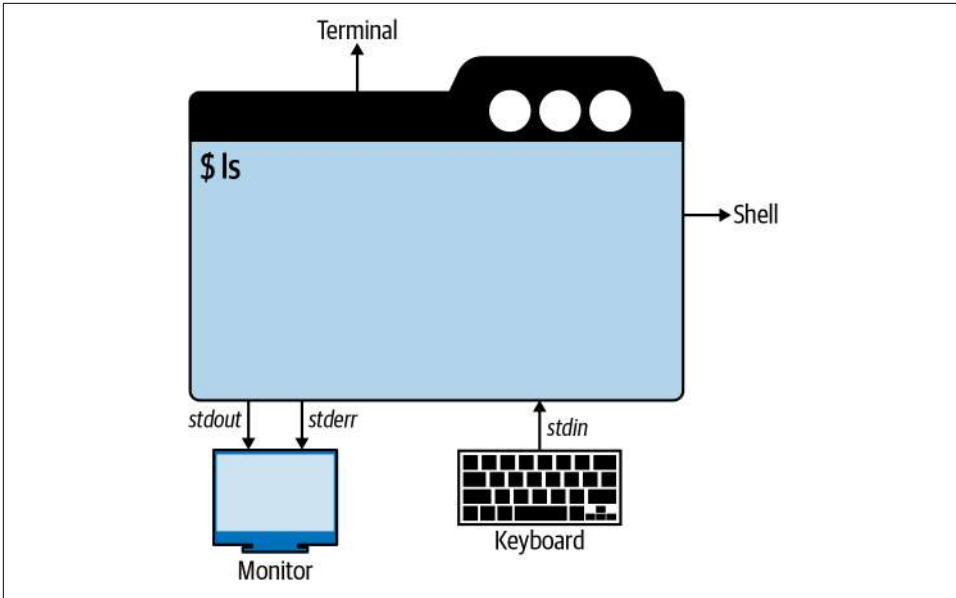 Terminal
$ ls
Shell
stdout
stderr
stdin
Keyboard
Monitor